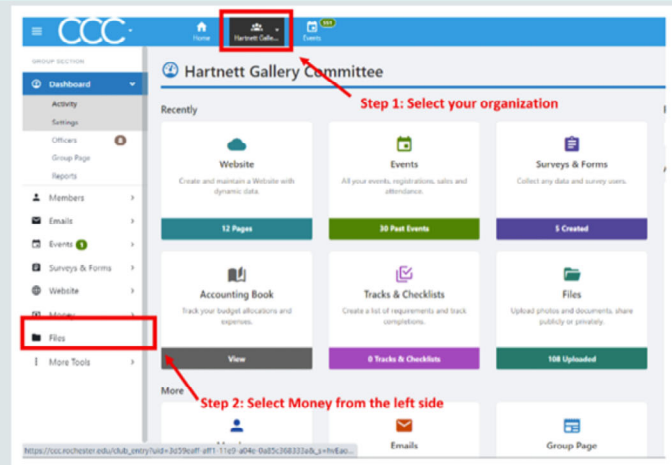 CCC
Home
Hartnett Galle...
Events
GROUP SECTION
Dashboard
Activity
Settings
Officers
Group Page
Reports
Members
Emails
Events 1
Surveys & Forms
Website
Money
Files
More Tools
Hartnett Gallery Committee
Step 1: Select your organization
Recently
Website
Create and maintain a Website with
dynamic data.
12 Pages
Events
All your events, registrations, sales and
attendance.
30 Past Events
Surveys & Forms
Collect any data and survey users.
5 Created
Accounting Book
Track your budget allocations and
expenses.
View
Tracks & Checklists
Create a list of requirements and track
completions.
0 Tracks & Checklists
Files
Upload photos and documents, share
publicly or privately.
108 Uploaded
Step 2: Select Money from the left side
More
Emails
Group Page